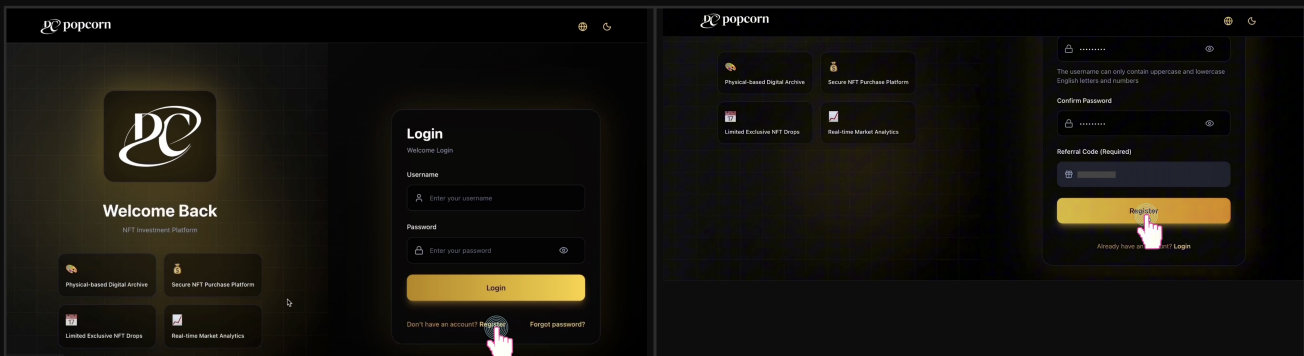 popcorn
Welcome Back
NFT Investment Platform
Physical-based Digital Archive
Secure NFT Purchase Platform
17
Limited Exclusive NFT Drops
Real-time Market Analytics
Login
Welcome Login
Username
Enter your username
Password
Enter your password
Login
Don't have an account? Register
Forgot password?
popcorn
Physical-based Digital Archive
Secure NFT Purchase Platform
17
Limited Exclusive NFT Drops
Real-time Market Analytics
The username can only contain uppercase and lowercase
English letters and numbers
Confirm Password
Referral Code (Required)
Register
Already have an account? Login